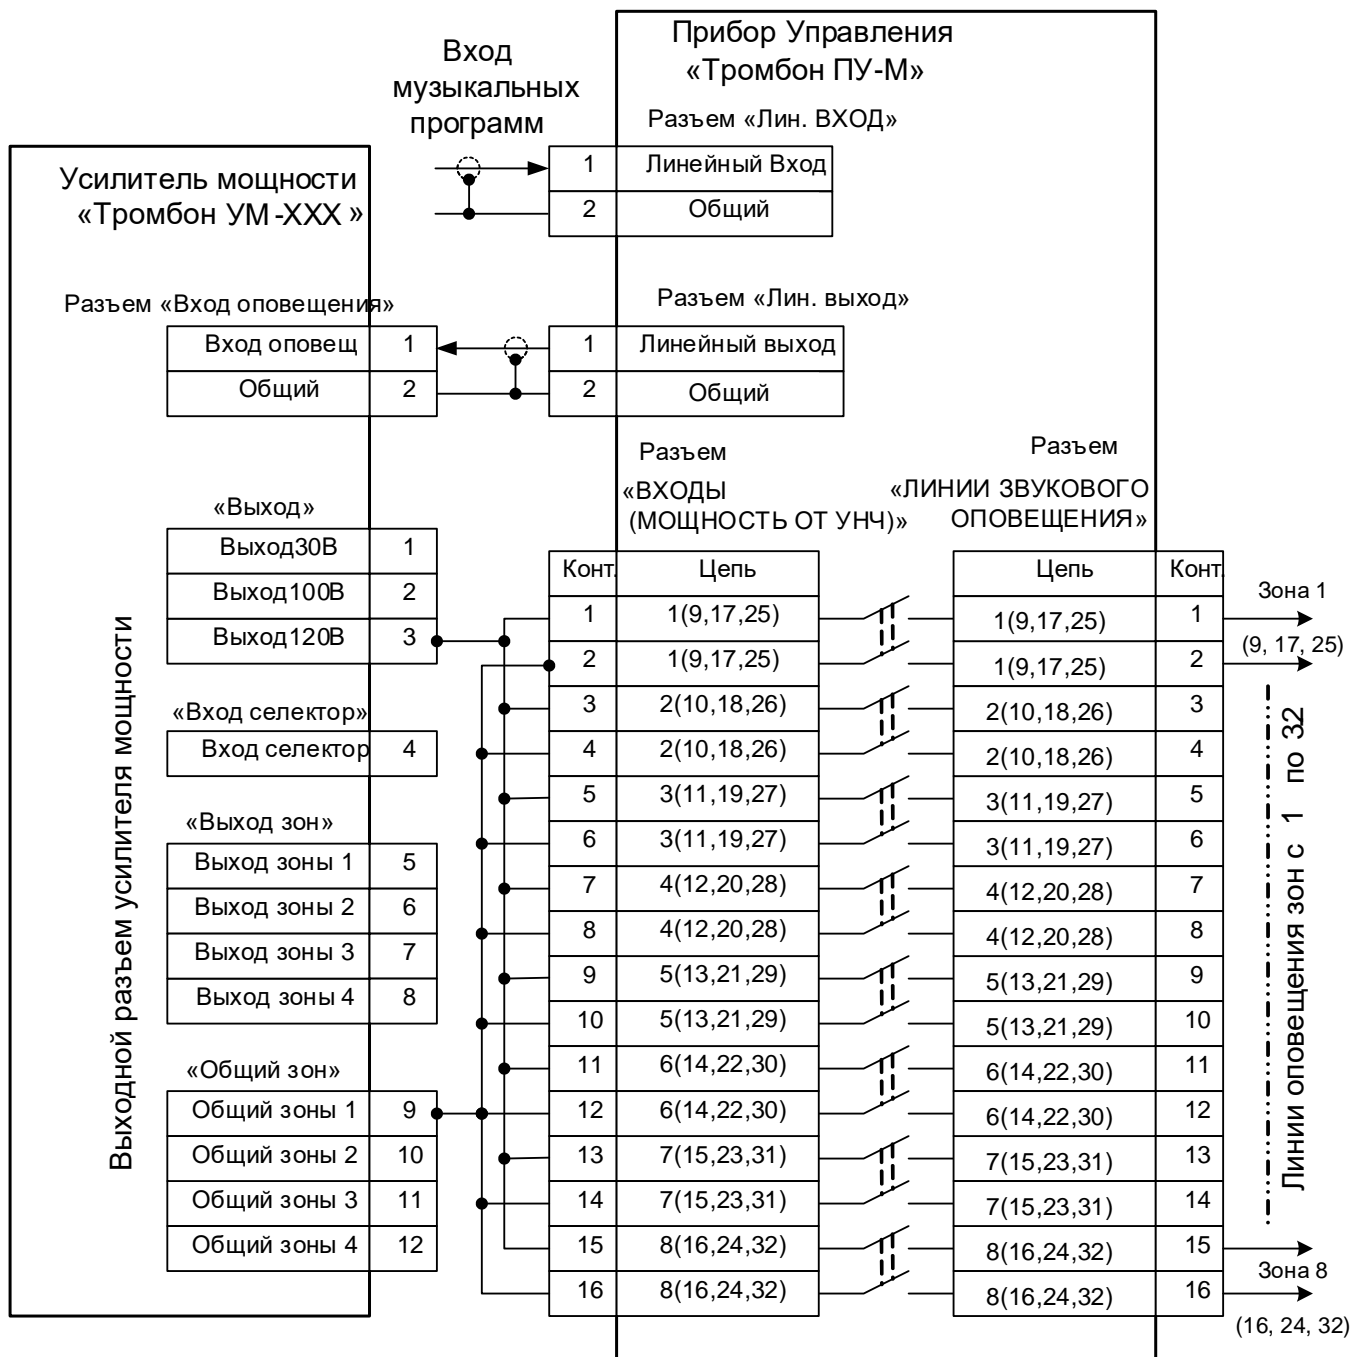 Прибор Управления
«Тромбон ПУ-М»
Вход
музыкальных
программ
Разъем «Лин. ВХОД»
1 Линейный Вход
2 Общий
Усилитель мощности
«Тромбон УМ-ХХХ »
Разъем «Вход оповещения»
Вход оповещ 1
Общий 2
Разъем «Лин. выход»
1 Линейный выход
2 Общий
«Выход»
Выход30В 1
Выход100В 2
Выход120В 3
«Вход селектор»
Вход селектор 4
«Выход зон»
Выход зоны 1 5
Выход зоны 2 6
Выход зоны 3 7
Выход зоны 4 8
«Общий зон»
Общий зоны 1 9
Общий зоны 2 10
Общий зоны 3 11
Общий зоны 4 12
Выходной разъем усилителя мощности
Разъем
«ВХОДЫ
(МОЩНОСТЬ ОТ УНЧ)»
Конт. Цепь
1 1(9,17,25)
2 1(9,17,25)
3 2(10,18,26)
4 2(10,18,26)
5 3(11,19,27)
6 3(11,19,27)
7 4(12,20,28)
8 4(12,20,28)
9 5(13,21,29)
10 5(13,21,29)
11 6(14,22,30)
12 6(14,22,30)
13 7(15,23,31)
14 7(15,23,31)
15 8(16,24,32)
16 8(16,24,32)
Разъем
«ЛИНИИ ЗВУКОВОГО
ОПОВЕЩЕНИЯ»
Цепь Конт.
1(9,17,25) 1
1(9,17,25) 2
2(10,18,26) 3
2(10,18,26) 4
3(11,19,27) 5
3(11,19,27) 6
4(12,20,28) 7
4(12,20,28) 8
5(13,21,29) 9
5(13,21,29) 10
6(14,22,30) 11
6(14,22,30) 12
7(15,23,31) 13
7(15,23,31) 14
8(16,24,32) 15
8(16,24,32) 16
Зона 1
(9, 17, 25)
Линии оповещения зон с 1 по 32
Зона 8
(16, 24, 32)